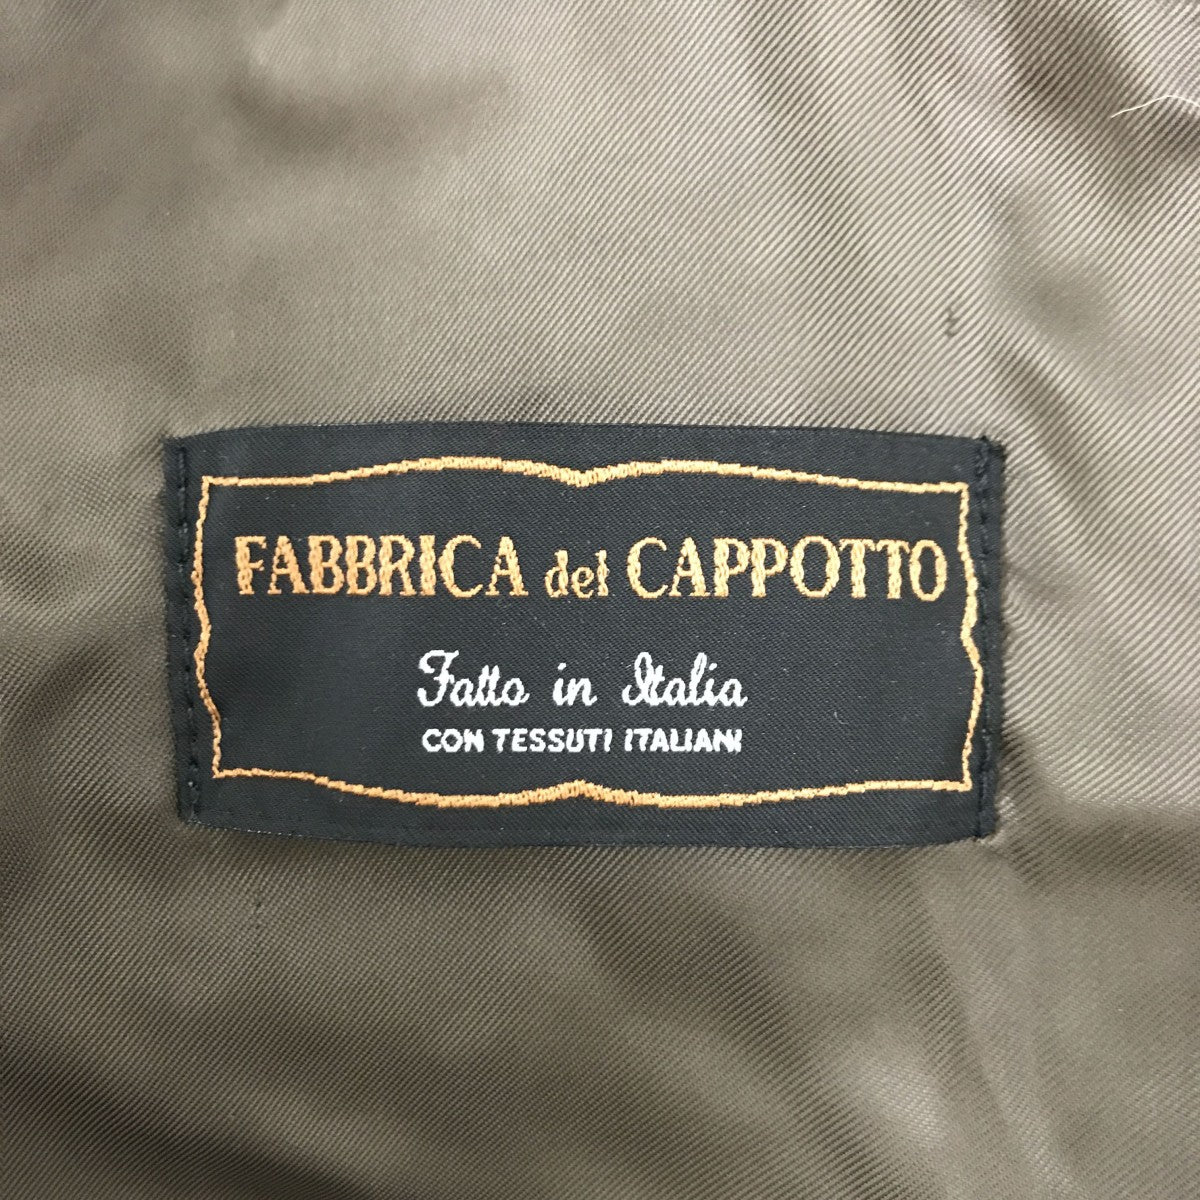 FABBRICA del CAPPOTTO
Fatto in Italia
CON TESSUTI ITALIANI